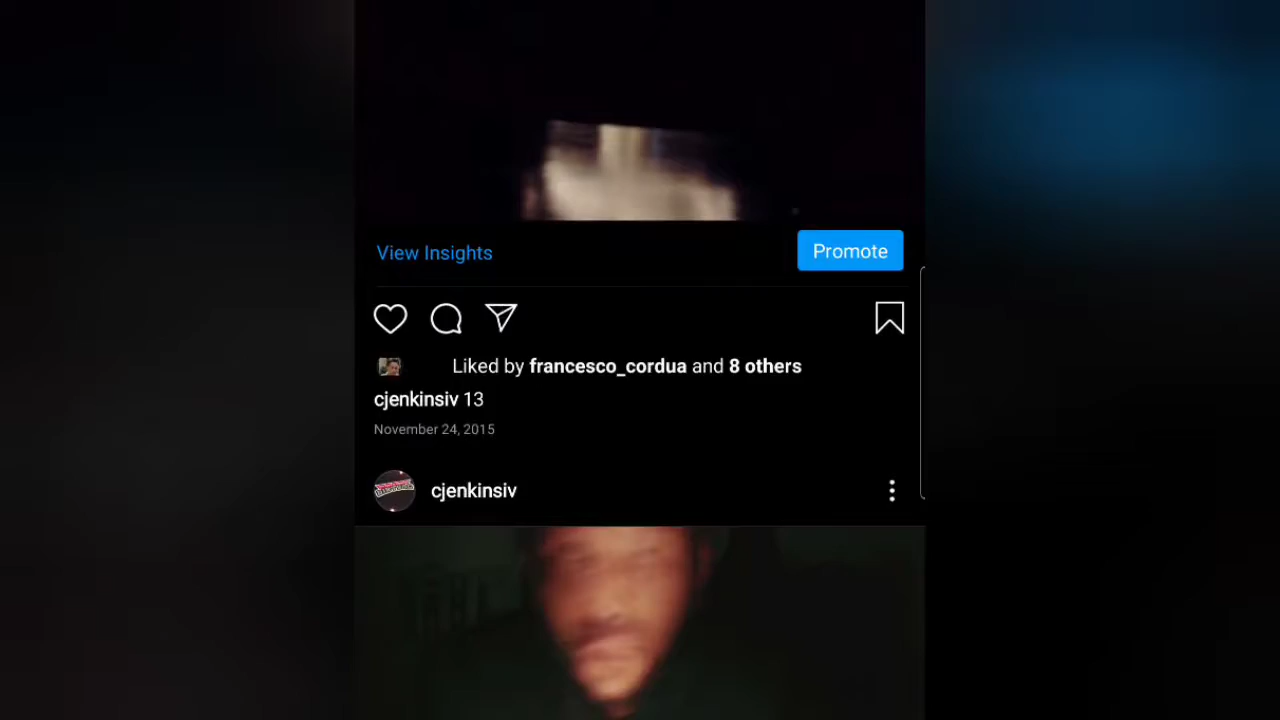 View Insights
Promote
Liked by francesco_cordua and 8 others
cjenkinsiv 13
November 24, 2015
cjenkinsiv